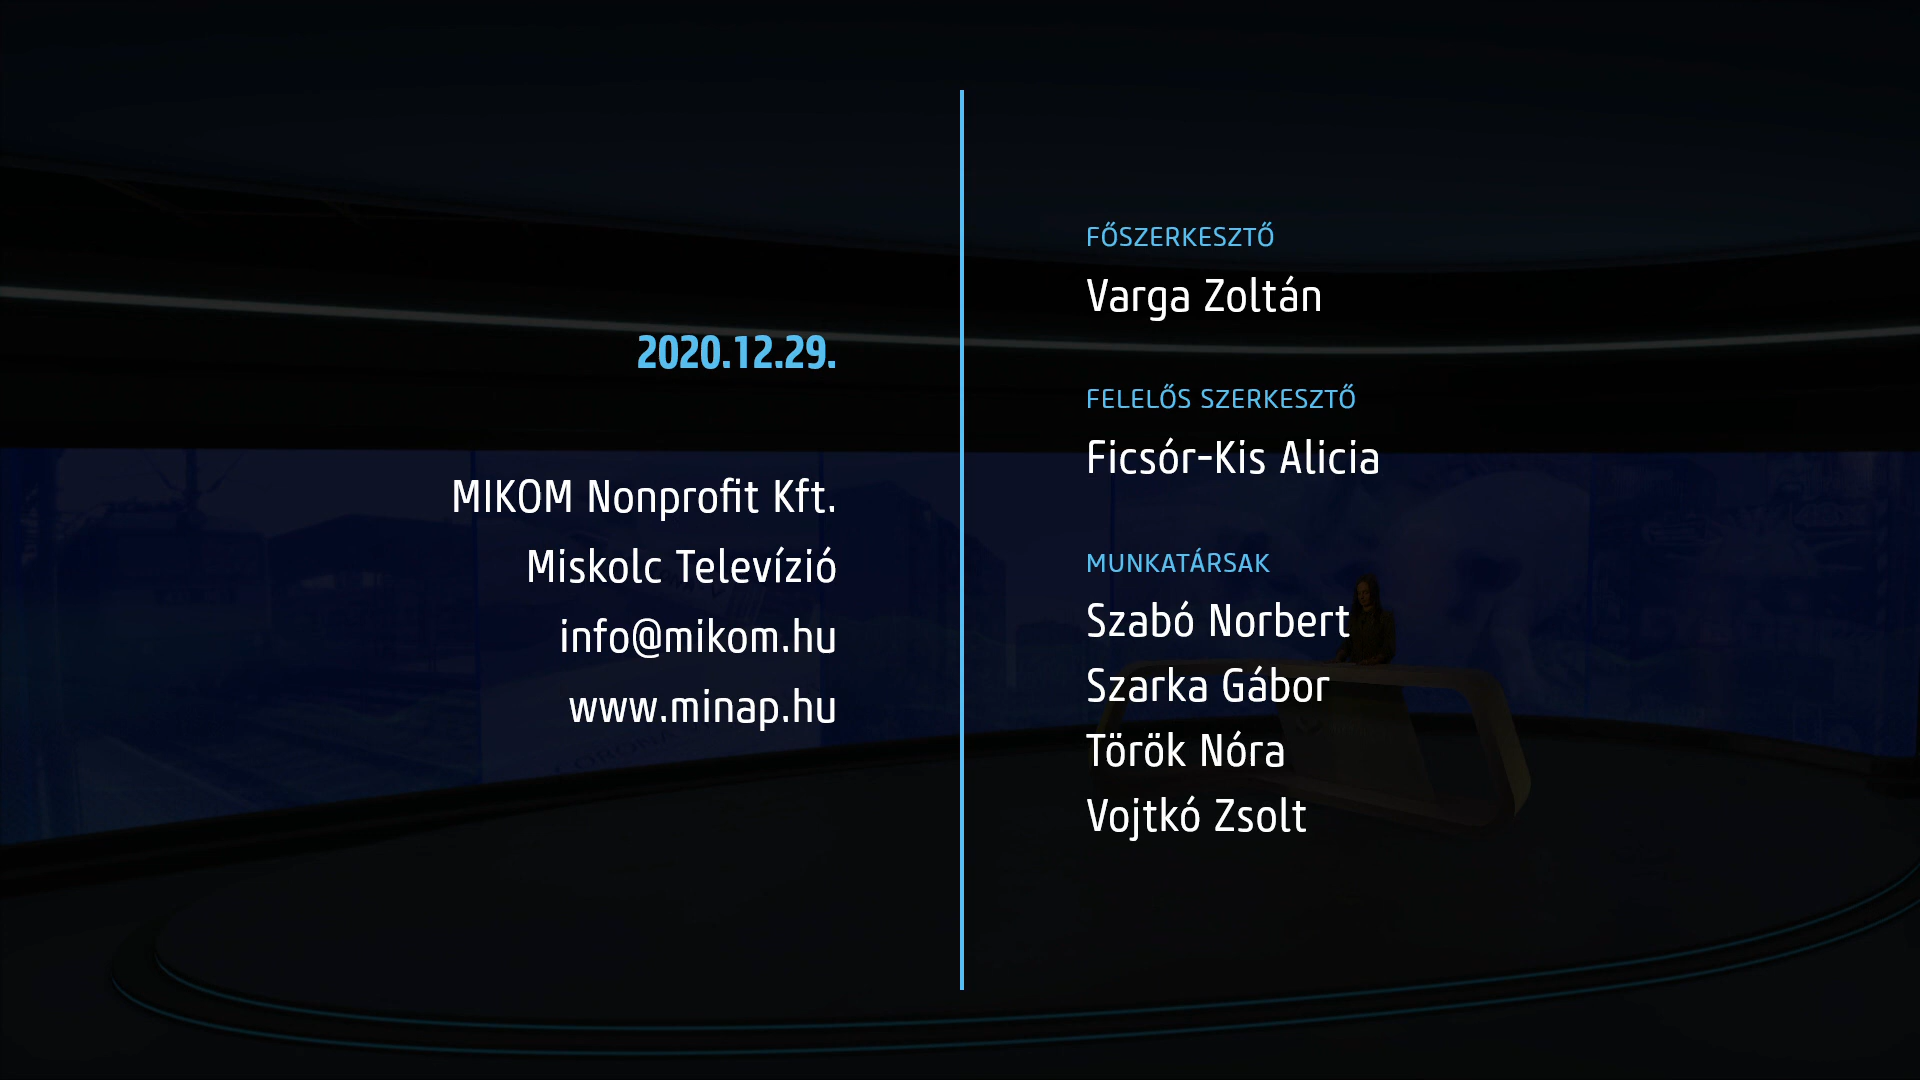 2020.12.29.
MIKOM Nonprofit Kft.
Miskolc Televízió
info@mikom.hu
www.minap.hu
FŐSZERKESZTŐ
Varga Zoltán
FELELŐS SZERKESZTŐ
Ficsór-Kis Alicia
MUNKATÁRSAK
Szabó Norbert
Szarka Gábor
Török Nóra
Vojtkó Zsolt